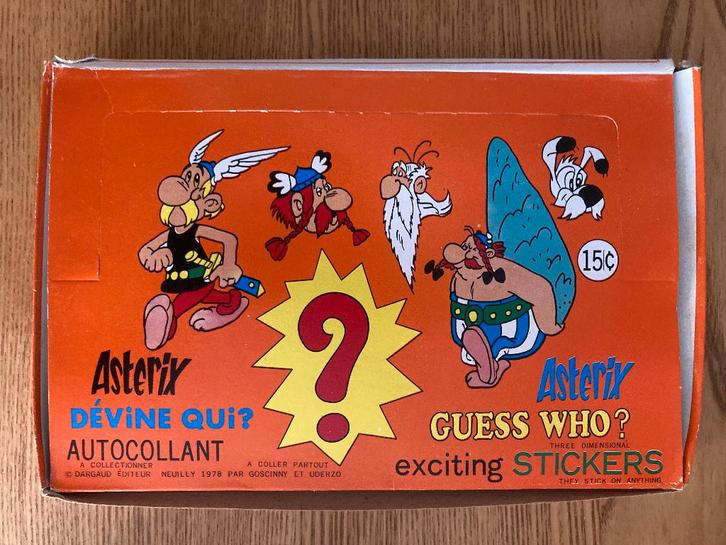 15¢
Asterix
DÉViNE QUi?
AUTOCOLLANT
A COLLECTIONNER A COLLER PARTOUT
© DARGAUD ÉDITEUR NEUILLY 1978 PAR GOSCINNY ET UDERZO
Asterix
GUESS WHO?
THREE DIMENSIONAL
exciting STICKERS
THEY STICK ON ANYTHING
?